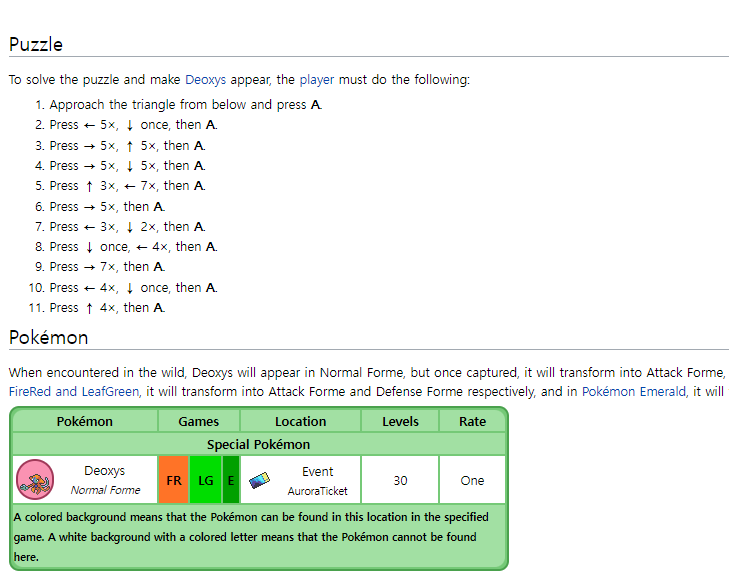 Puzzle
To solve the puzzle and make Deoxys appear, the player must do the following:
1. Approach the triangle from below and press A.
2. Press ← 5×, ↓ once, then A.
3. Press → 5×, ↑ 5×, then A.
4. Press → 5×, ↓ 5×, then A.
5. Press ↑ 3×, ← 7×, then A.
6. Press → 5×, then A.
7. Press ← 3×, ↓ 2×, then A.
8. Press ↓ once, ← 4×, then A.
9. Press → 7×, then A.
10. Press ← 4×, ↓ once, then A.
11. Press ↑ 4×, then A.
Pokémon
When encountered in the wild, Deoxys will appear in Normal Forme, but once captured, it will transform into Attack Forme,
FireRed and LeafGreen, it will transform into Attack Forme and Defense Forme respectively, and in Pokémon Emerald, it will
Pokémon Games Location Levels Rate
Special Pokémon
Deoxys
Normal Forme
FR LG E
Event
AuroraTicket
30 One
A colored background means that the Pokémon can be found in this location in the specified
game. A white background with a colored letter means that the Pokémon cannot be found
here.